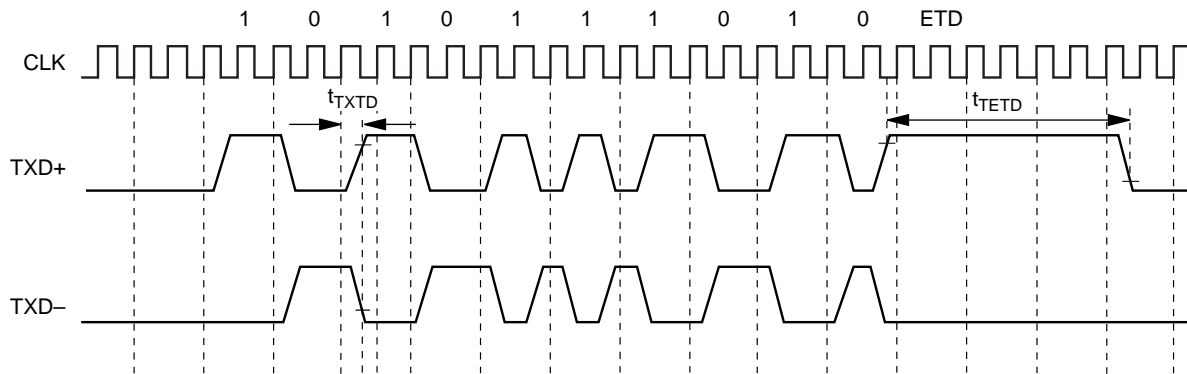 1 0 1 0 1 1 1 0 1 0 ETD
CLK
tTXTD
tTETD
TXD+
TXD–